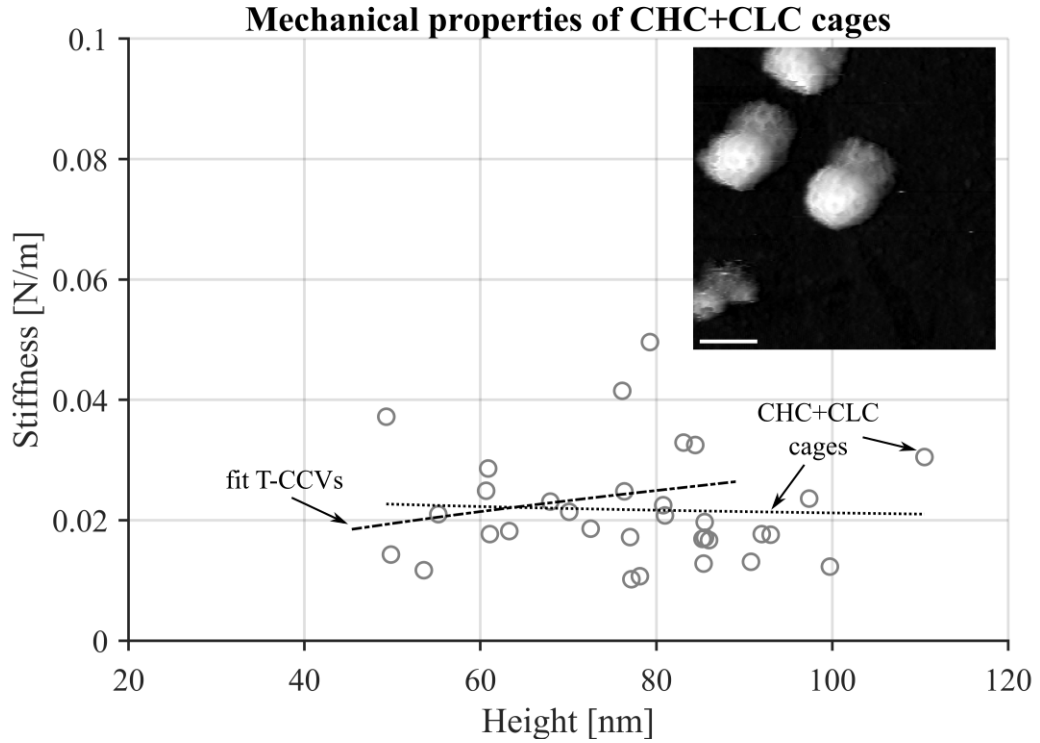 Mechanical properties of CHC+CLC cages
0.1
0.08
0.06
0.04
0.02
0
Stiffness [N/m]
fit T-CCVs
CHC+CLC
cages
20 40 60 80 100 120
Height [nm]